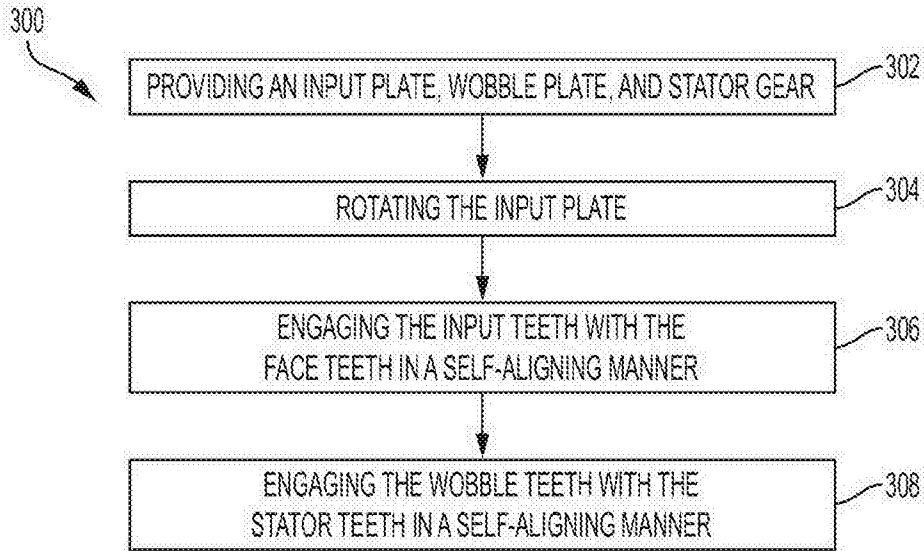 300
PROVIDING AN INPUT PLATE, WOBBLE PLATE, AND STATOR GEAR
302
ROTATING THE INPUT PLATE
304
ENGAGING THE INPUT TEETH WITH THE
FACE TEETH IN A SELF-ALIGNING MANNER
306
ENGAGING THE WOBBLE TEETH WITH THE
STATOR TEETH IN A SELF-ALIGNING MANNER
308